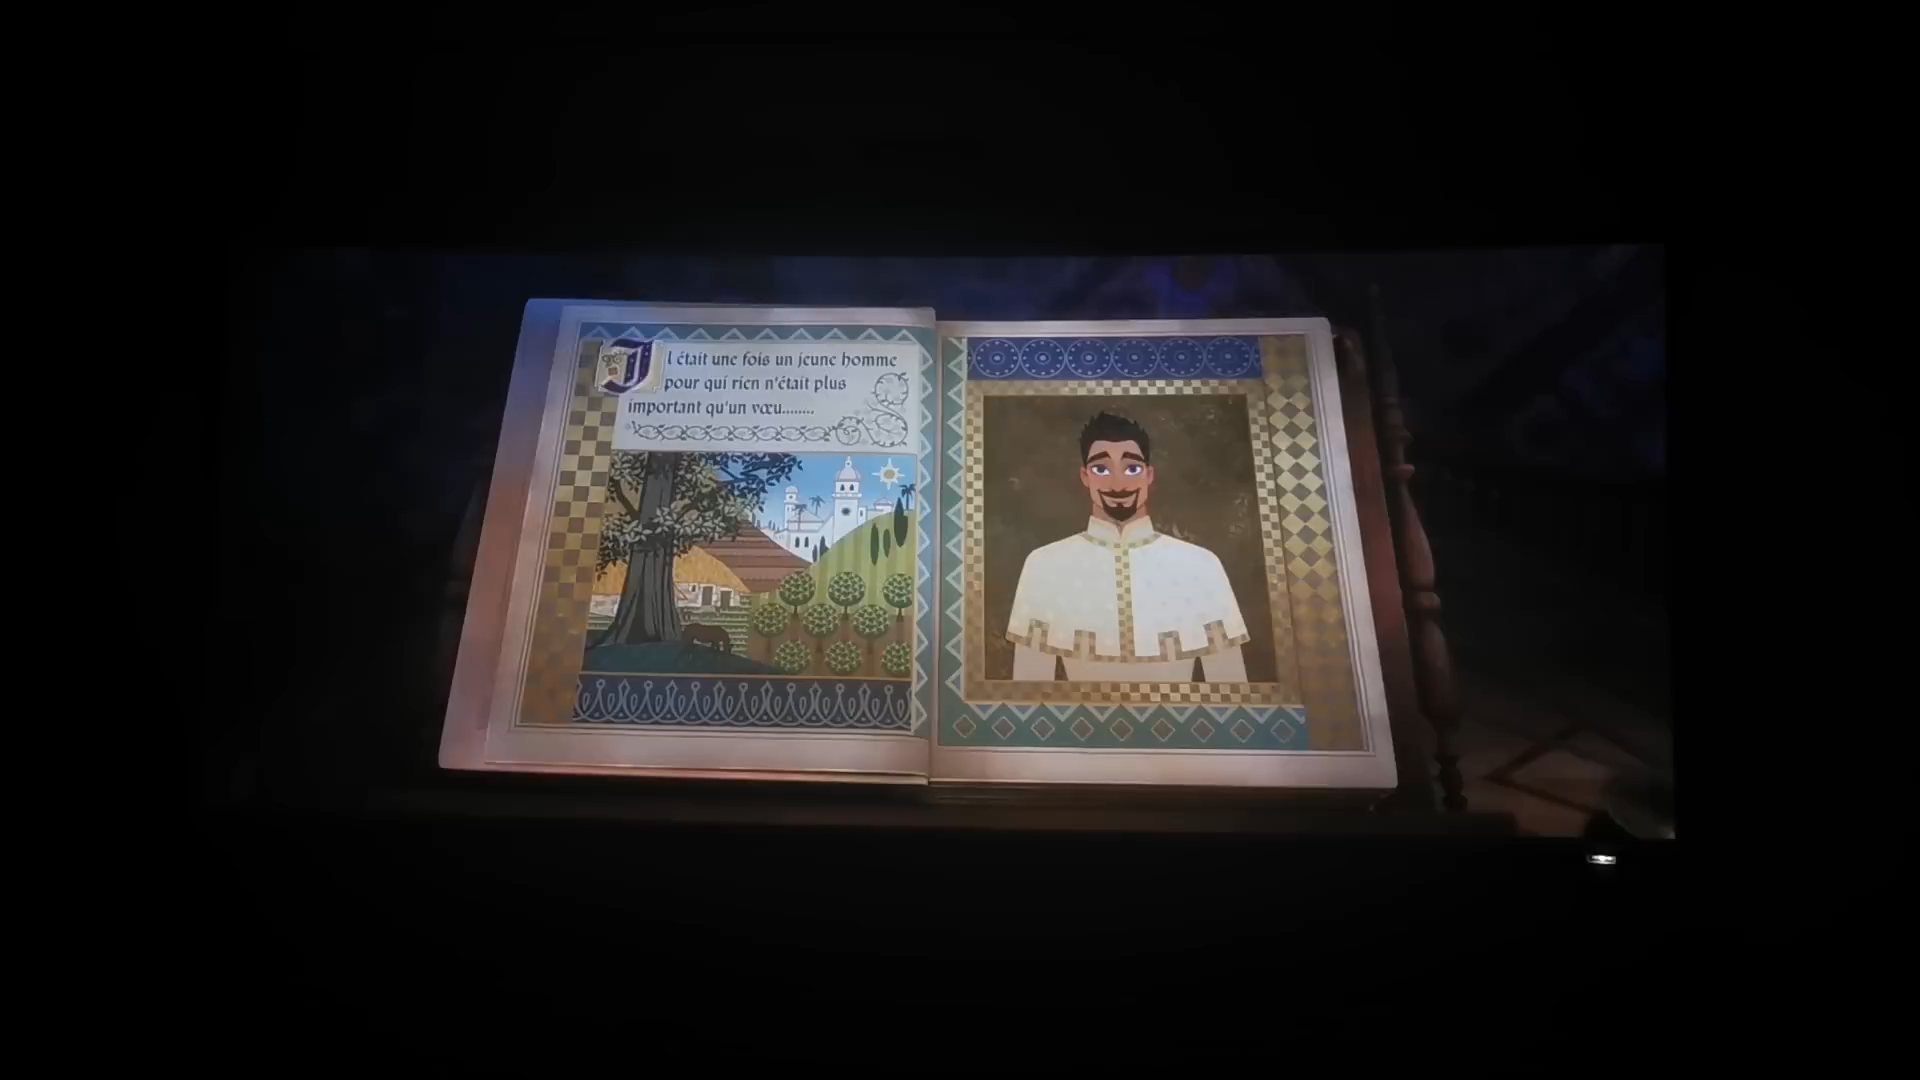 Il était une fois un jeune homme
pour qui rien n'était plus
important qu'un vœu........